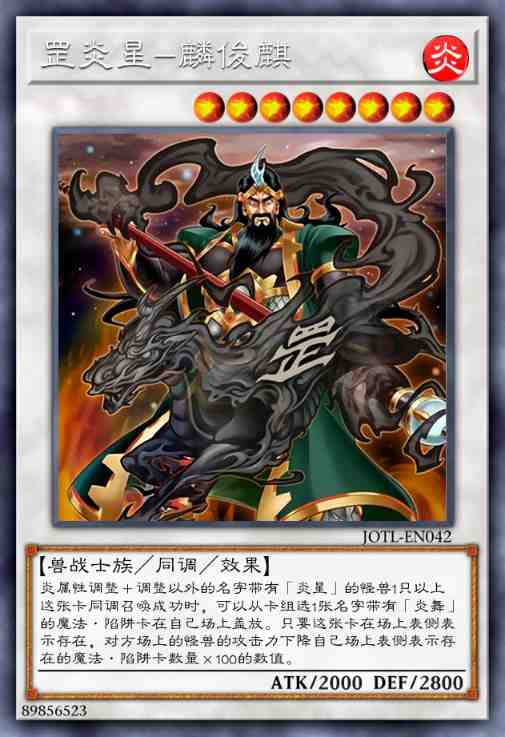 罡炎星-麟俊麒
炎
罡
JOTL-EN042
【兽战士族／同调／效果】
炎属性调整＋调整以外的名字带有「炎星」的怪兽1只以上
这张卡同调召唤成功时，可以从卡组选1张名字带有「炎舞」
的魔法·陷阱卡在自己场上盖放。只要这张卡在场上表侧表
示存在，对方场上的怪兽的攻击力下降自己场上表侧表示存
在的魔法·陷阱卡数量×100的数值。
ATK/2000 DEF/2800
89856523